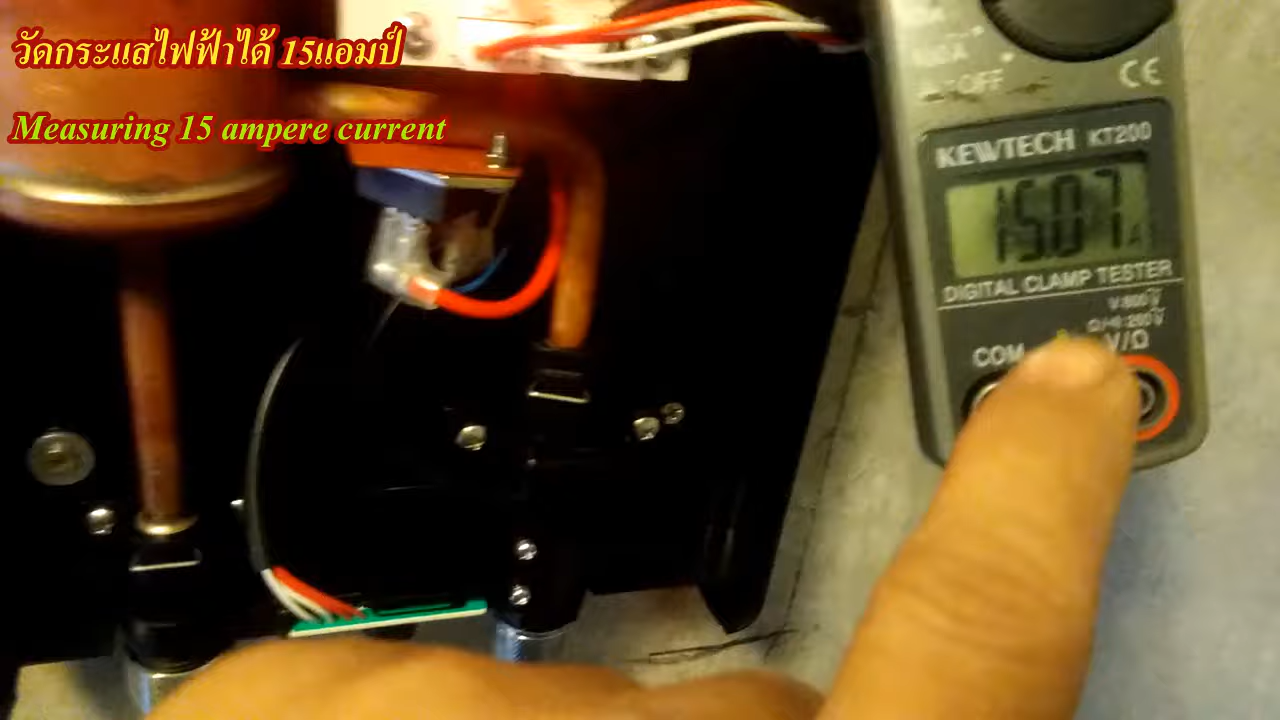 วัดกระแสไฟฟ้าได้ 15แอมป์
Measuring 15 ampere current
OFF
CE
KEWTECH KT200
15.07 A
DIGITAL CLAMP TESTER
COM
V/Ω